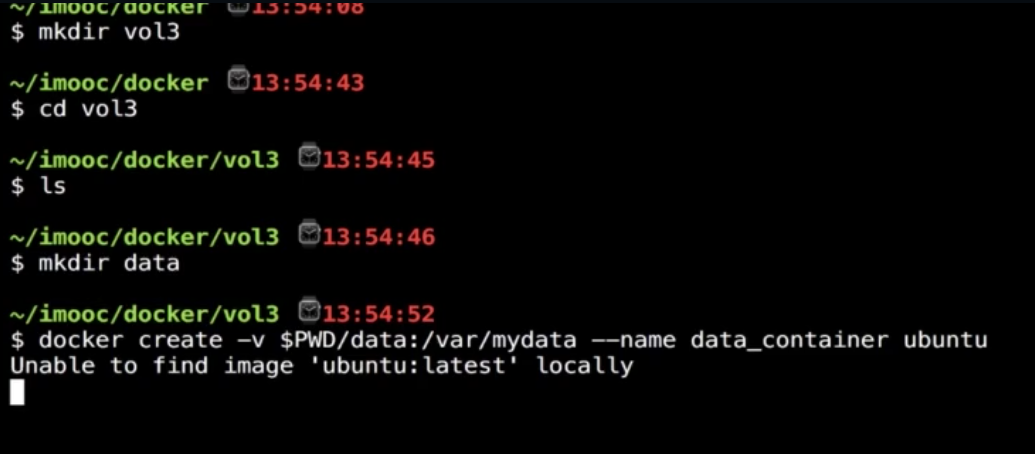 ~/imooc/docker 13:54:08
$ mkdir vol3
~/imooc/docker 13:54:43
$ cd vol3
~/imooc/docker/vol3 13:54:45
$ ls
~/imooc/docker/vol3 13:54:46
$ mkdir data
~/imooc/docker/vol3 13:54:52
$ docker create -v $PWD/data:/var/mydata --name data_container ubuntu
Unable to find image 'ubuntu:latest' locally